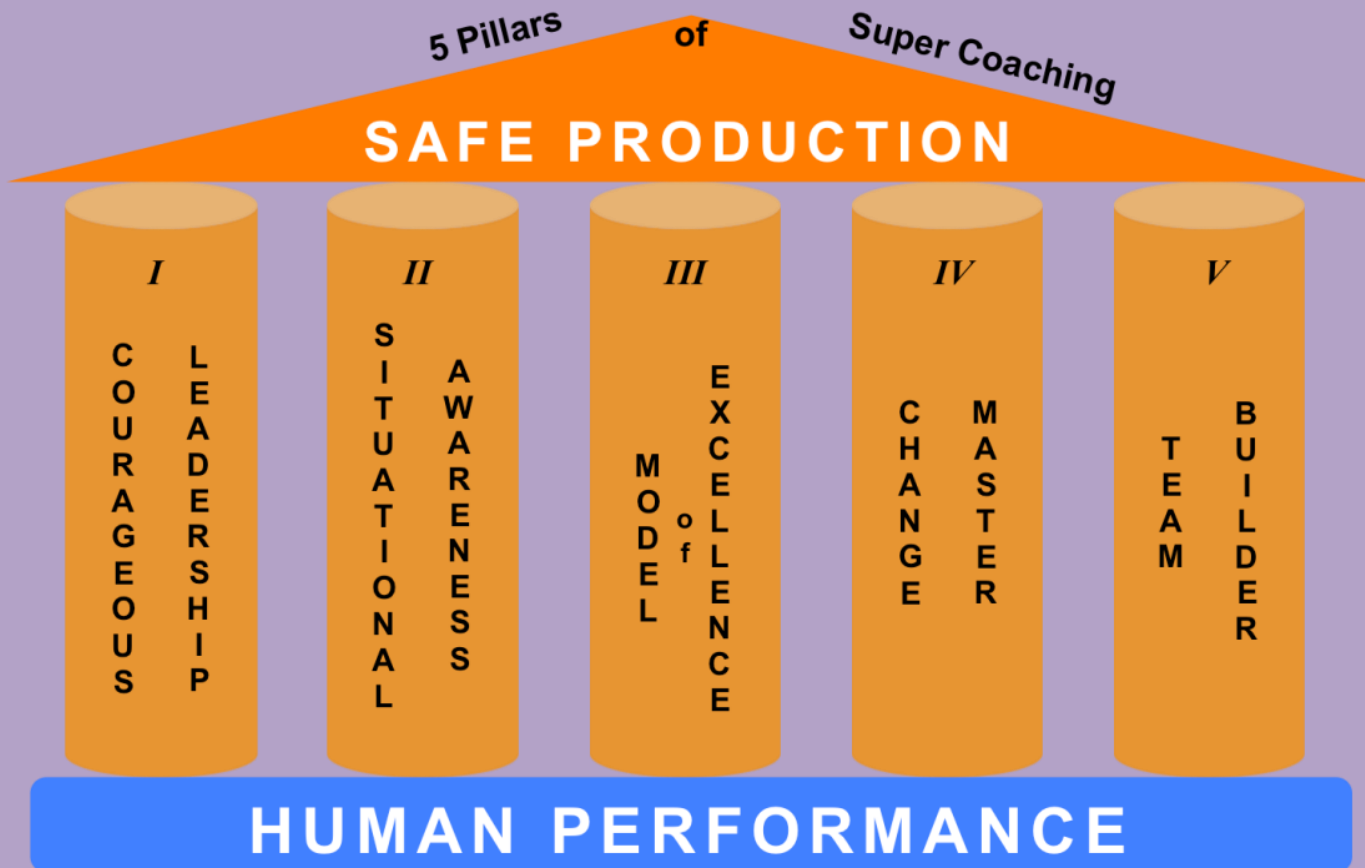 5 Pillars of Super Coaching
SAFE PRODUCTION
I
COURAGEOUS
LEADERSHIP
II
SITUATIONAL
AWARENESS
III
MODEL
of
EXCELLENCE
IV
CHANGE
MASTER
V
TEAM
BUILDER
HUMAN PERFORMANCE